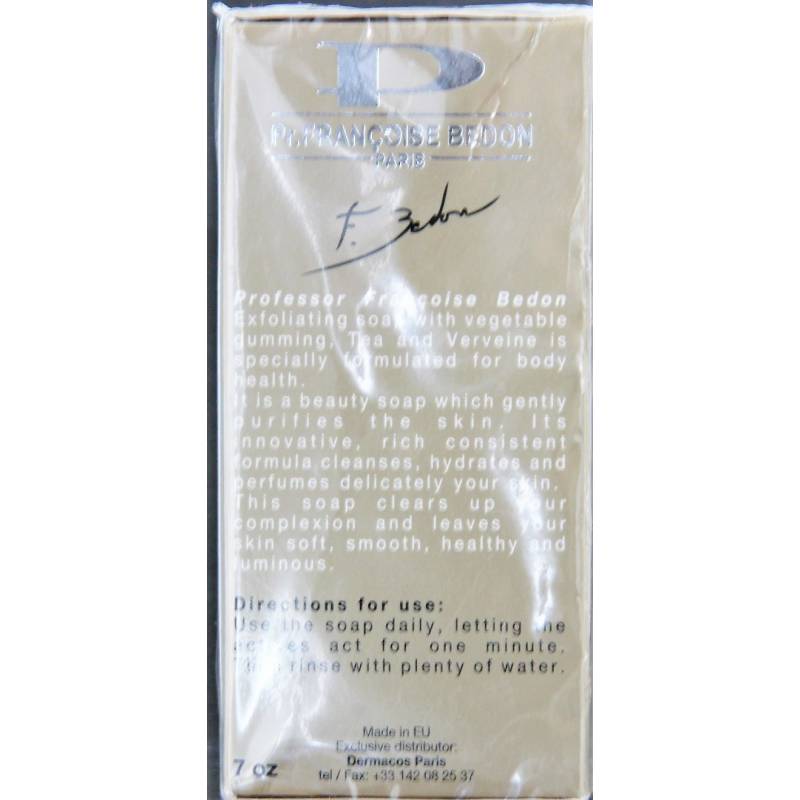 P
Pr.FRANÇOISE BEDON
PARIS
F. Bedon
Professor Françoise Bedon
Exfoliating soap with vegetable
dumming, Tea and Verveine is
specially formulated for body
health.
It is a beauty soap which gently
purifies the skin. Its
innovative, rich consistent
formula cleanses, hydrates and
perfumes delicately your skin.
This soap clears up your
complexion and leaves your
skin soft, smooth, healthy and
luminous.
Directions for use:
Use the soap daily, letting the
actives act for one minute.
Then rinse with plenty of water.
Made in EU
Exclusive distributor:
Dermacos Paris
7 oz
tel / Fax: +33 142 08 25 37